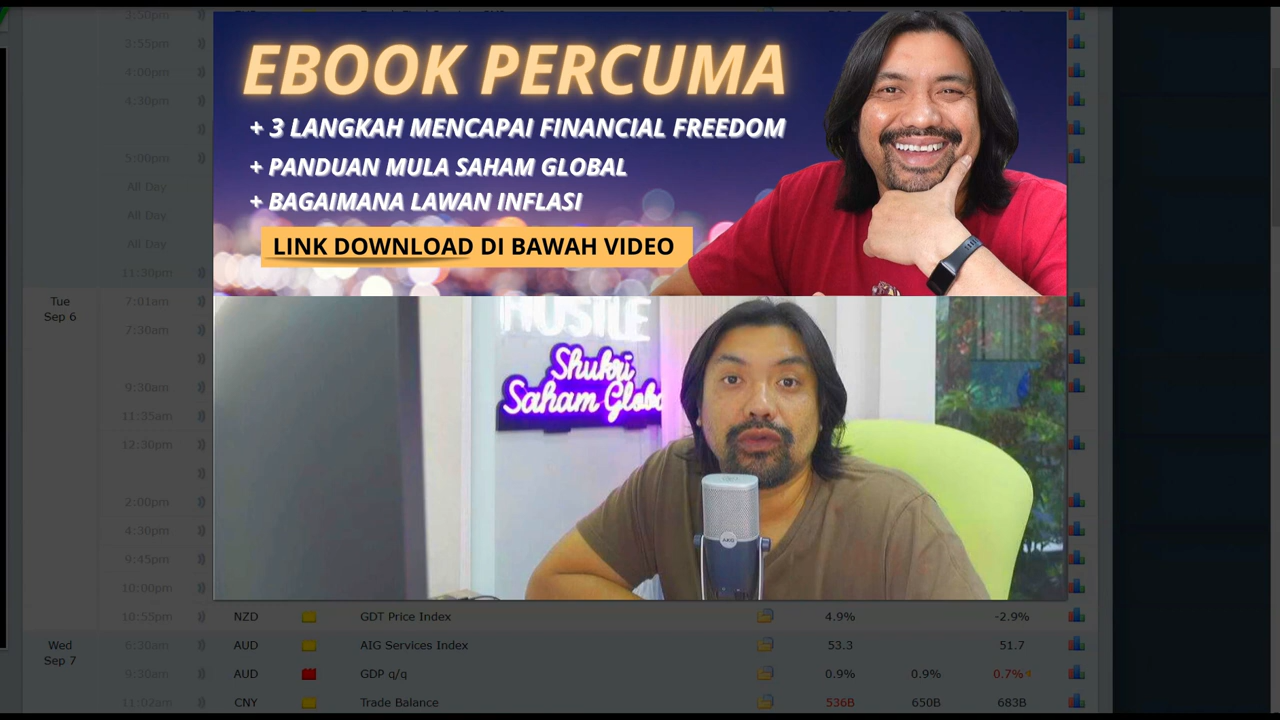 3:50pm
3:55pm
4:00pm
4:30pm
5:00pm
All Day
All Day
All Day
11:30pm
Tue
Sep 6
7:01am
7:30am
9:30am
11:35am
12:30pm
2:00pm
4:30pm
9:45pm
10:00pm
EBOOK PERCUMA
+ 3 LANGKAH MENCAPAI FINANCIAL FREEDOM
+ PANDUAN MULA SAHAM GLOBAL
+ BAGAIMANA LAWAN INFLASI
LINK DOWNLOAD DI BAWAH VIDEO
HUSTLE
Shukri
Saham Globa
AKG
10:55pm NZD GDT Price Index 4.9% -2.9%
Wed
Sep 7
6:30am AUD AIG Services Index 53.3 51.7
9:30am AUD GDP q/q 0.9% 0.9% 0.7%
11:02am CNY Trade Balance 536B 650B 683B